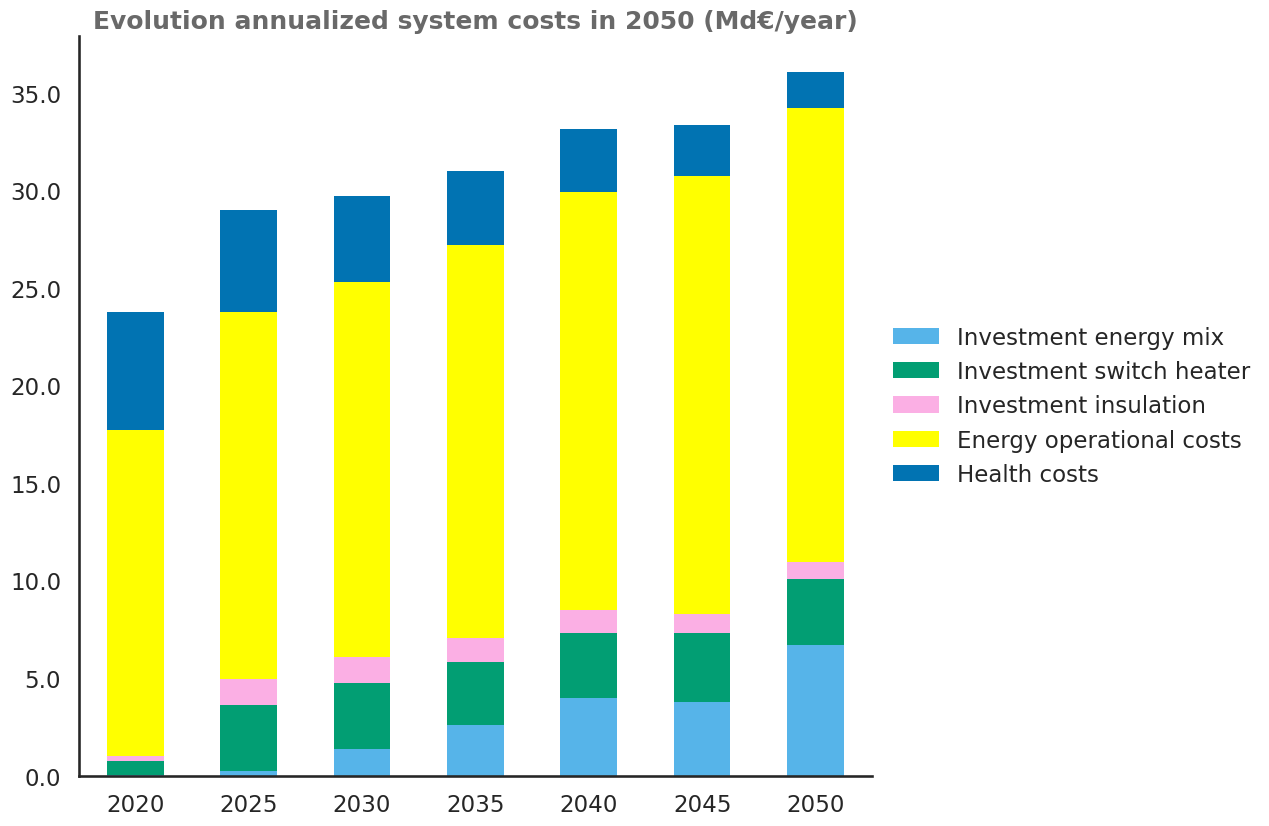 Evolution annualized system costs in 2050 (Md€/year)
35.0
30.0
25.0
20.0
15.0
10.0
5.0
0.0
2020 2025 2030 2035 2040 2045 2050
Investment energy mix
Investment switch heater
Investment insulation
Energy operational costs
Health costs